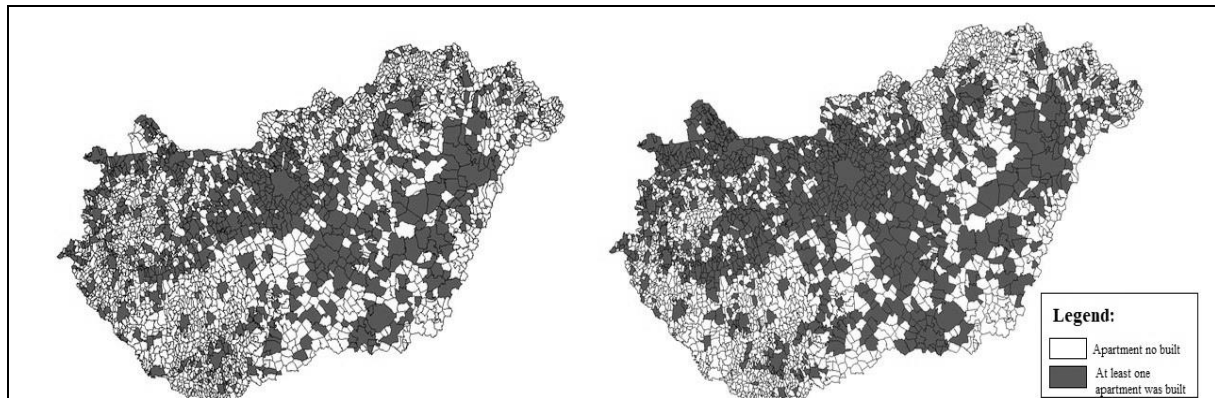 Legend:
Apartment no built
At least one
apartment was built